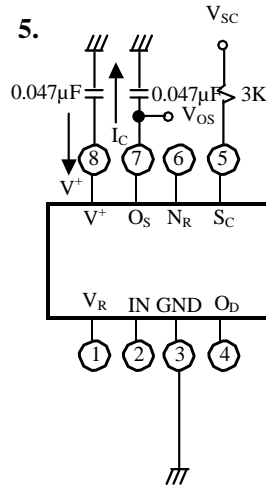 5.
V_SC
0.047µF
0.047µF
3K
V_OS
I_C
V⁺
8 7 6 5
V⁺ O_S N_R S_C
V_R IN GND O_D
1 2 3 4